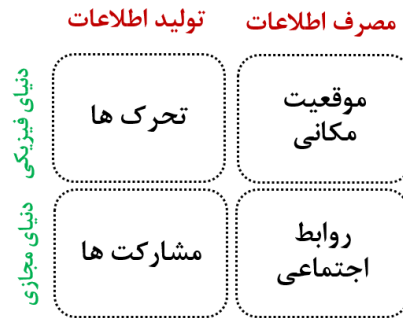 مصرف اطلاعات
تولید اطلاعات
دنیای فیزیکی
موقعیت
مکانی
تحرک ها
دنیای مجازی
روابط
اجتماعی
مشارکت ها